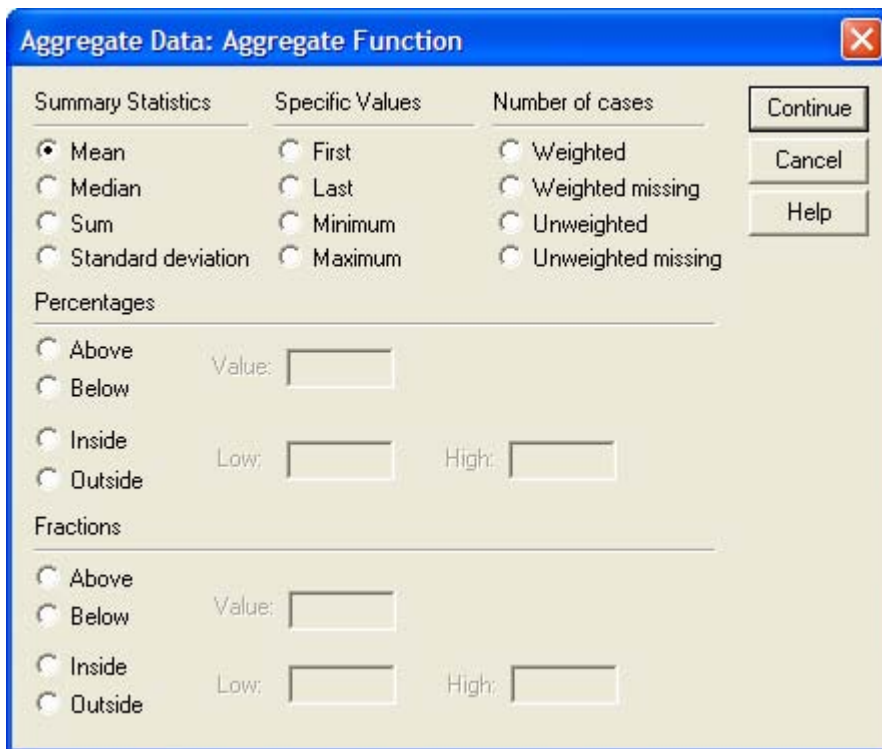 Aggregate Data: Aggregate Function
Summary Statistics
Mean
Median
Sum
Standard deviation
Specific Values
First
Last
Minimum
Maximum
Number of cases
Weighted
Weighted missing
Unweighted
Unweighted missing
Continue
Cancel
Help
Percentages
Above
Below
Value:
Inside
Outside
Low:
High:
Fractions
Above
Below
Value:
Inside
Outside
Low:
High: